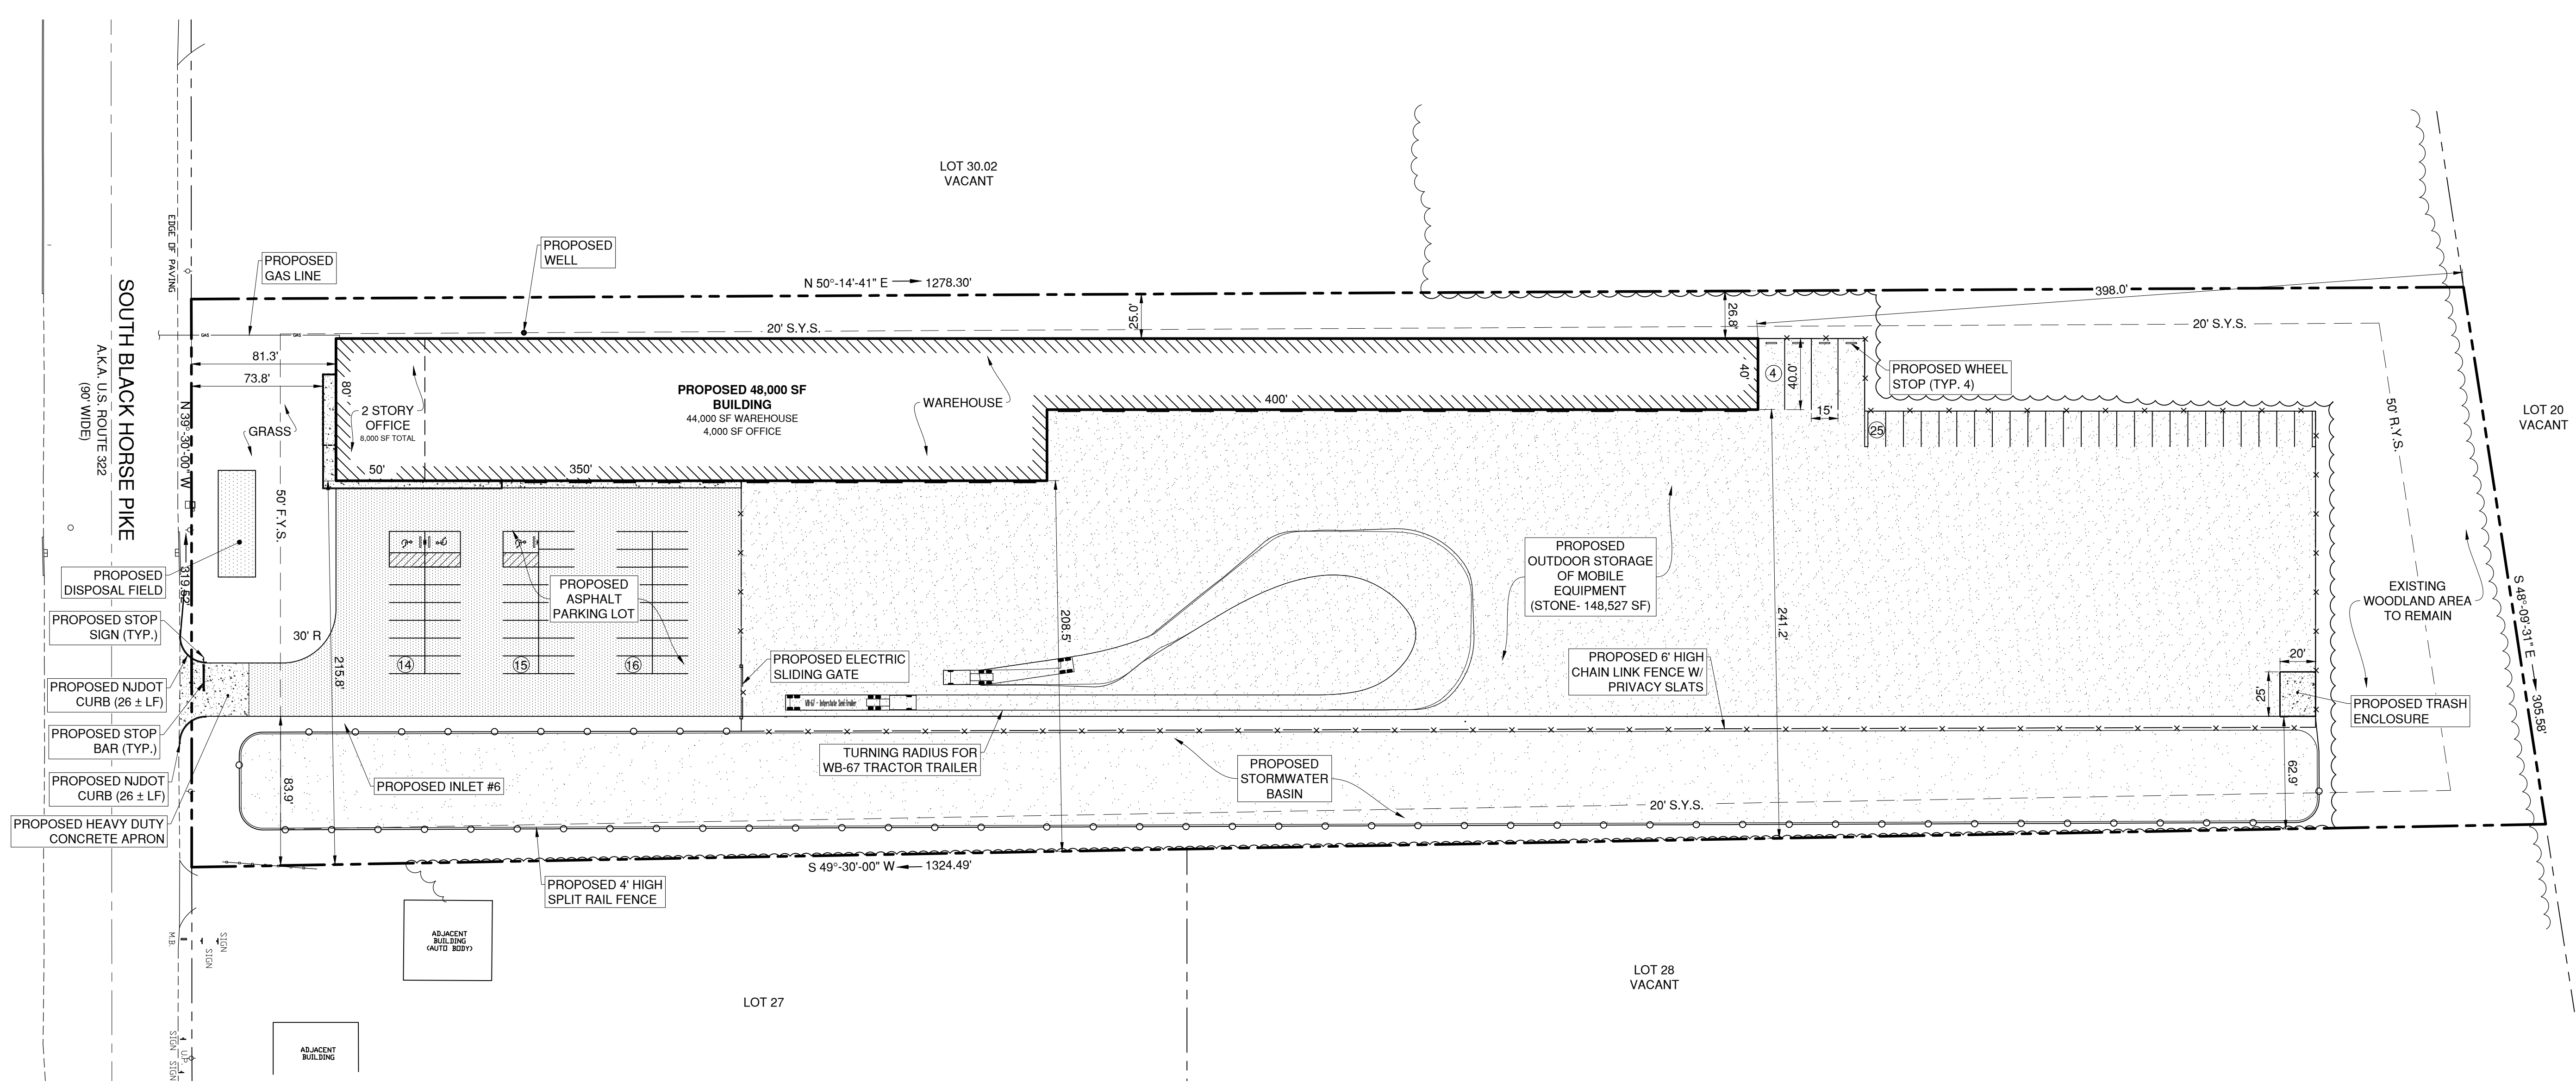 LOT 30.02
VACANT
EDGE OF PAVING
PROPOSED
GAS LINE
PROPOSED
WELL
N 50°-14'-41" E
1278.30'
GAS
GAS
20' S.Y.S.
25.0'
26.8'
398.0'
20' S.Y.S.
SOUTH BLACK HORSE PIKE
A.K.A. U.S. ROUTE 322
(90' WIDE)
N 39°-30'-00" W
319.52'
81.3'
73.8'
80'
2 STORY
OFFICE
8,000 SF TOTAL
GRASS
50'
350'
PROPOSED 48,000 SF
BUILDING
44,000 SF WAREHOUSE
4,000 SF OFFICE
WAREHOUSE
400'
40'
4
40.0'
15'
PROPOSED WHEEL
STOP (TYP. 4)
25
50' R.Y.S.
LOT 20
VACANT
50' F.Y.S.
PROPOSED
DISPOSAL FIELD
PROPOSED STOP
SIGN (TYP.)
30' R
215.8'
PROPOSED
ASPHALT
PARKING LOT
14
15
16
PROPOSED ELECTRIC
SLIDING GATE
208.5'
PROPOSED
OUTDOOR STORAGE
OF MOBILE
EQUIPMENT
(STONE- 148,527 SF)
241.2'
EXISTING
WOODLAND AREA
TO REMAIN
S 48°-09'-31" E
305.58'
PROPOSED NJDOT
CURB (26 ± LF)
PROPOSED STOP
BAR (TYP.)
PROPOSED NJDOT
CURB (26 ± LF)
PROPOSED HEAVY DUTY
CONCRETE APRON
WB-67 - Interstate Semi-Trailer
PROPOSED 6' HIGH
CHAIN LINK FENCE W/
PRIVACY SLATS
20'
25'
PROPOSED TRASH
ENCLOSURE
83.9'
PROPOSED INLET #6
TURNING RADIUS FOR
WB-67 TRACTOR TRAILER
PROPOSED
STORMWATER
BASIN
62.9'
20' S.Y.S.
S 49°-30'-00" W
1324.49'
PROPOSED 4' HIGH
SPLIT RAIL FENCE
ADJACENT
BUILDING
(AUTO BODY)
M.B.
SIGN
SIGN
LOT 27
LOT 28
VACANT
ADJACENT
BUILDING
SIGN
U.P.
SIGN